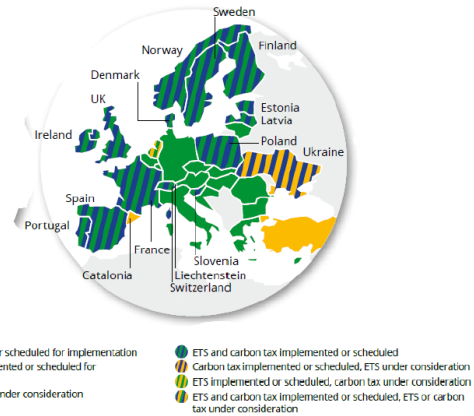 Sweden
Norway
Finland
Denmark
UK
Estonia
Latvia
Ireland
Poland
Ukraine
Spain
Portugal
France
Slovenia
Catalonia
Liechtenstein
Switzerland
r scheduled for implementation
ented or scheduled for
nder consideration
ETS and carbon tax implemented or scheduled
Carbon tax implemented or scheduled, ETS under consideration
ETS implemented or scheduled, carbon tax under consideration
ETS and carbon tax implemented or scheduled, ETS or carbon
tax under consideration